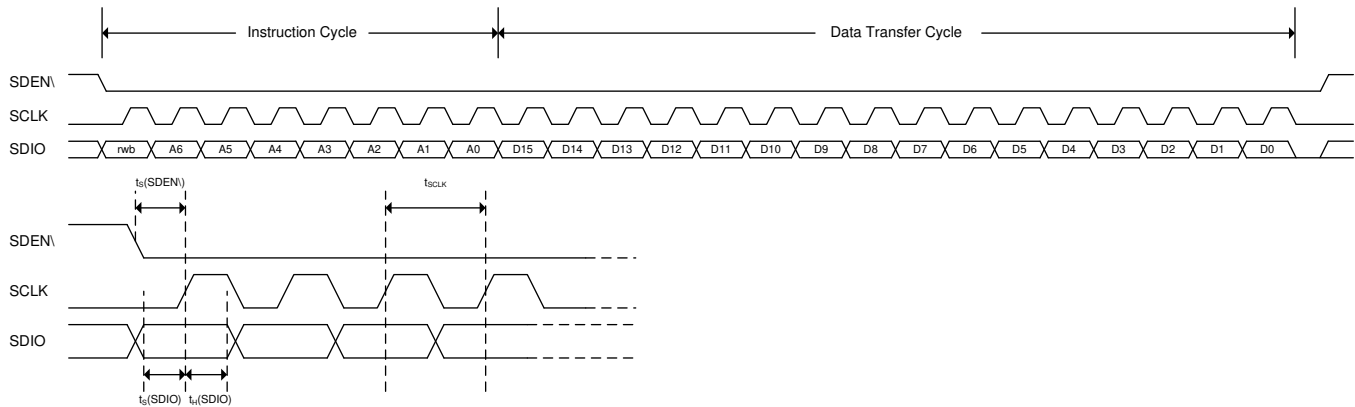 Instruction Cycle Data Transfer Cycle
SDEN\
SCLK
SDIO rwb A6 A5 A4 A3 A2 A1 A0 D15 D14 D13 D12 D11 D10 D9 D8 D7 D6 D5 D4 D3 D2 D1 D0
tS(SDEN\) tSCLK
SDEN\
SCLK
SDIO
tS(SDIO) tH(SDIO)